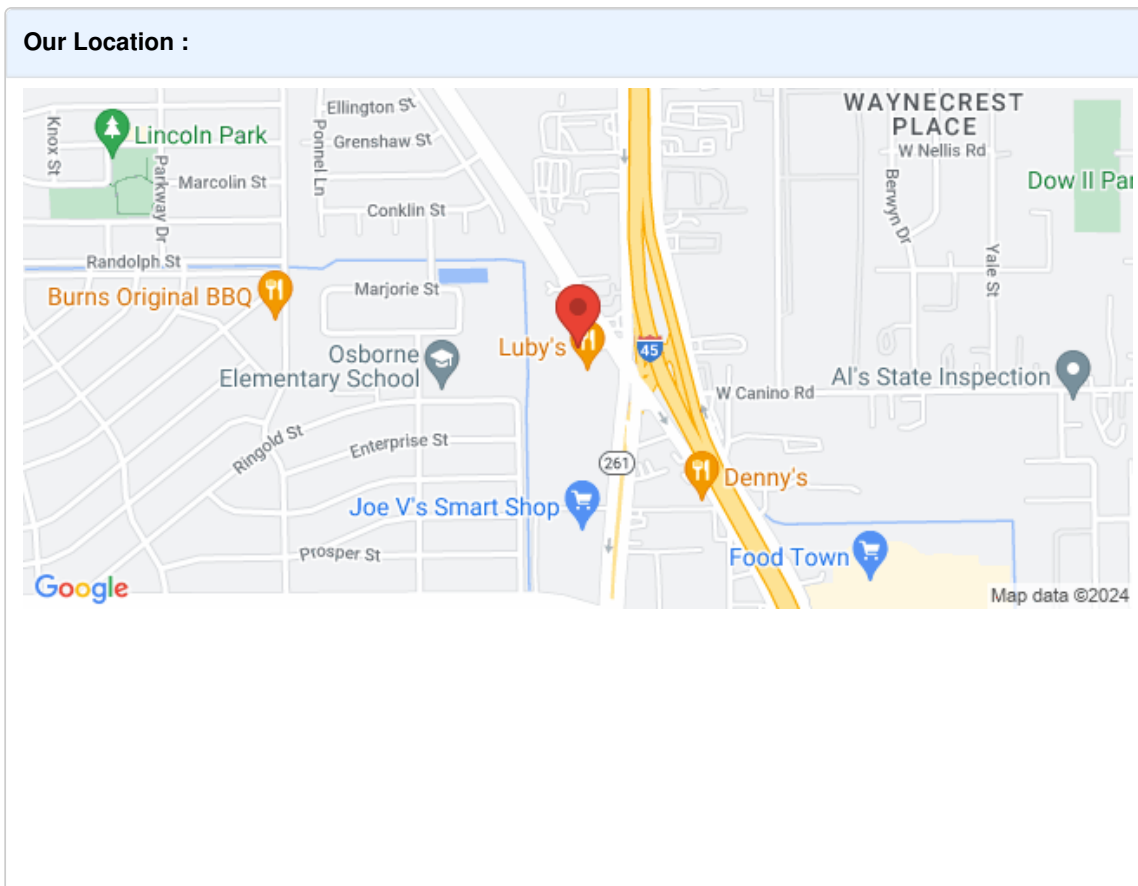 Our Location :
Ellington St
WAYNECREST
PLACE
Knox St
Lincoln Park
Ponnel Ln
Grenshaw St
W Nellis Rd
Parkway Dr
Marcolin St
Berwyn Dr
Dow II Par
Conklin St
Yale St
Randolph St
Burns Original BBQ
Marjorie St
Luby's
45
Osborne
Elementary School
Al's State Inspection
W Canino Rd
Ringold St
Enterprise St
261
Denny's
Joe V's Smart Shop
Prosper St
Food Town
Google
Map data ©2024